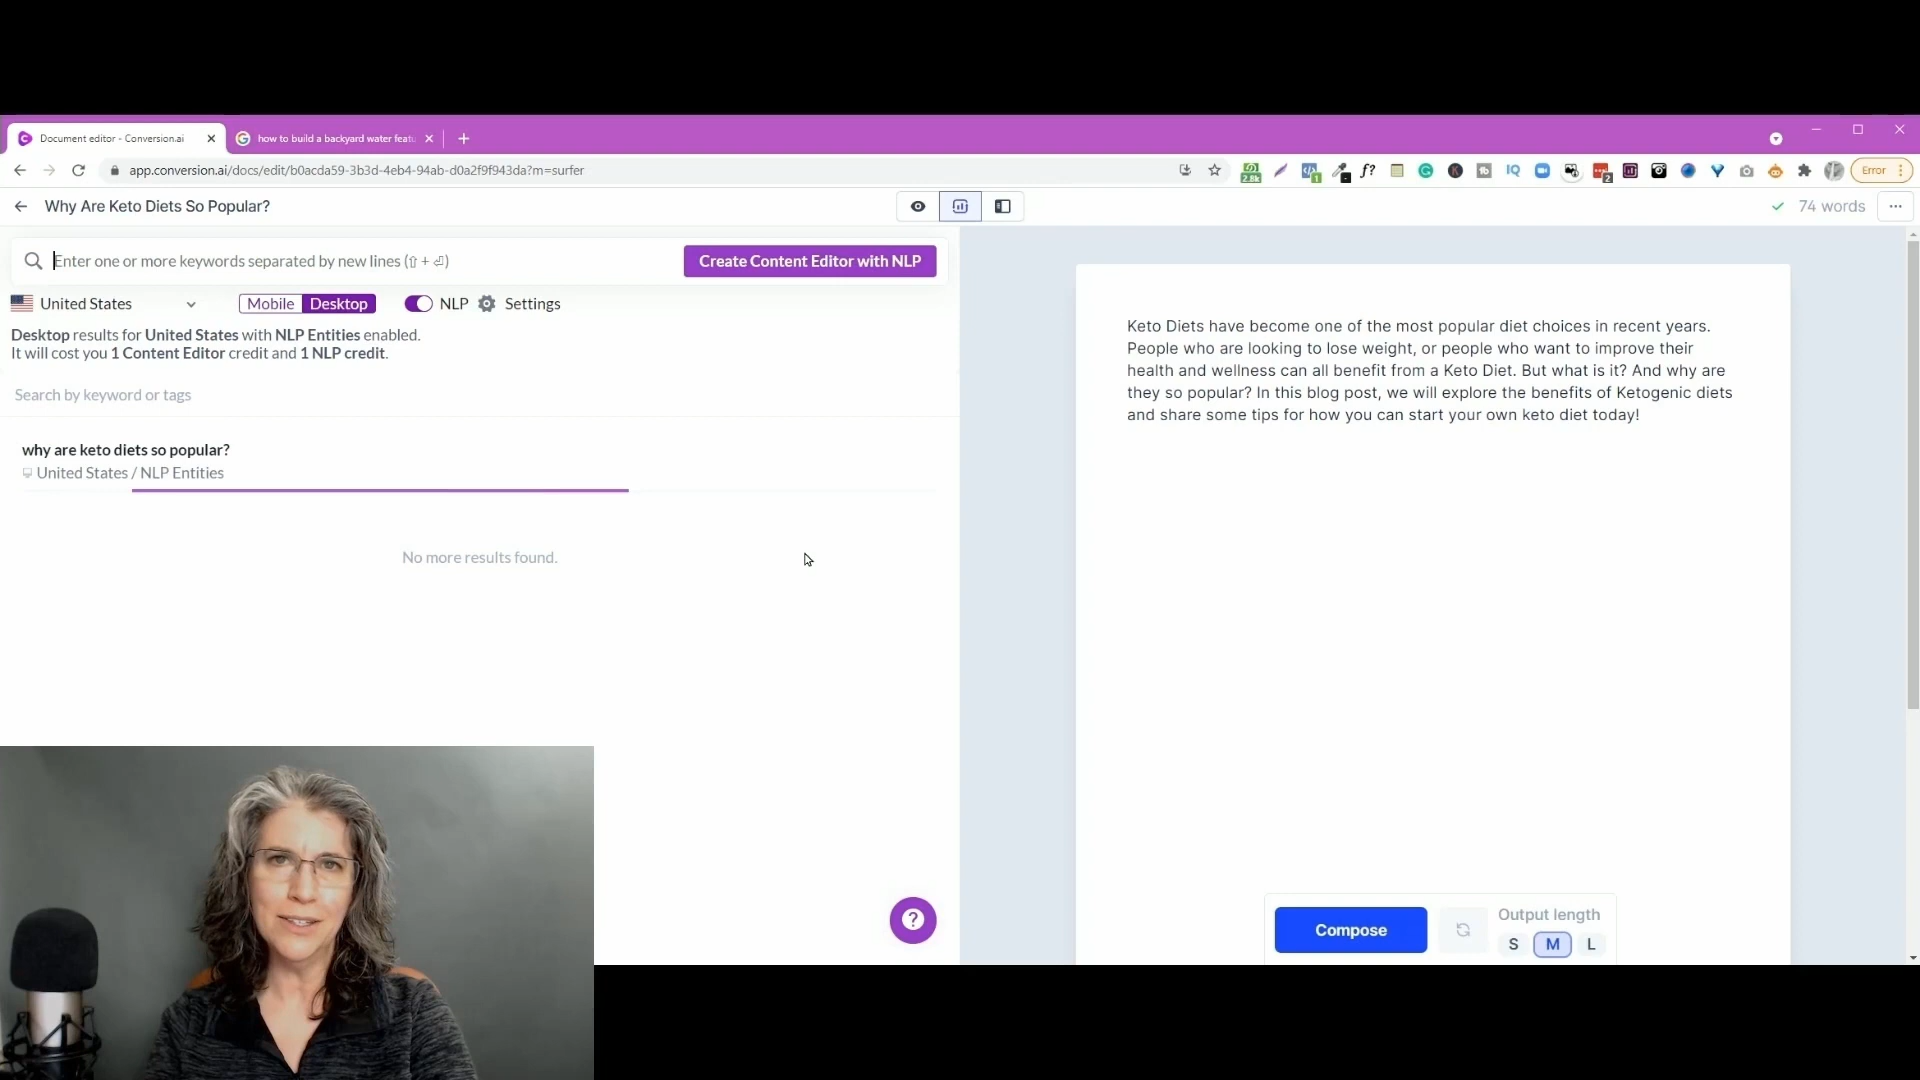 Document editor - Conversion.ai
how to build a backyard water featu
app.conversion.ai/docs/edit/b0acda59-3b3d-4eb4-94ab-d0a2f9f943da?m=surfer
2.8k
1
f?
IQ
2
Error
Why Are Keto Diets So Popular?
74 words
Enter one or more keywords separated by new lines (⇧ + ⏎)
Create Content Editor with NLP
United States
Mobile
Desktop
NLP
Settings
Desktop results for United States with NLP Entities enabled.
It will cost you 1 Content Editor credit and 1 NLP credit.
Search by keyword or tags
why are keto diets so popular?
United States / NLP Entities
No more results found.
Keto Diets have become one of the most popular diet choices in recent years.
People who are looking to lose weight, or people who want to improve their
health and wellness can all benefit from a Keto Diet. But what is it? And why are
they so popular? In this blog post, we will explore the benefits of Ketogenic diets
and share some tips for how you can start your own keto diet today!
Compose
Output length
S
M
L